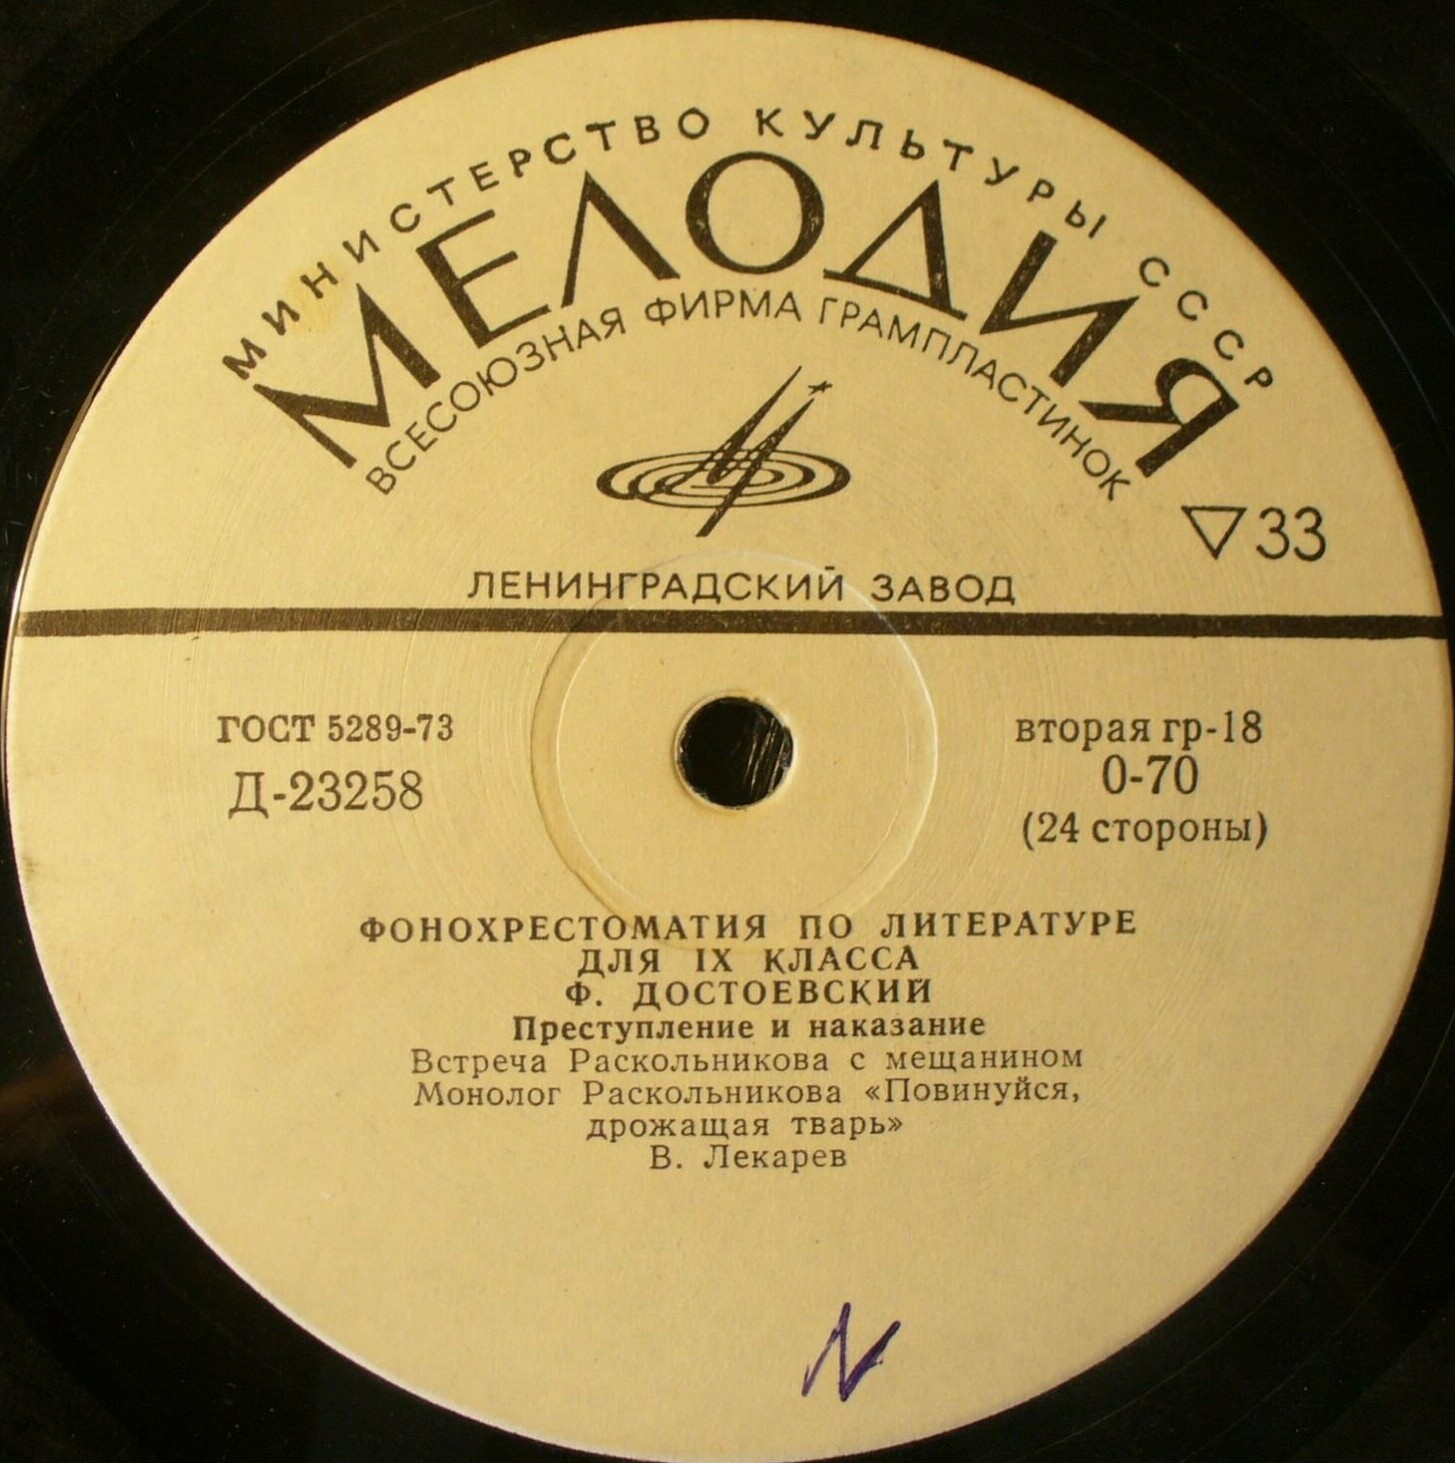 МИНИСТЕРСТВО КУЛЬТУРЫ СССР
МЕЛОДИЯ
ВСЕСОЮЗНАЯ ФИРМА ГРАМПЛАСТИНОК
▽33
ЛЕНИНГРАДСКИЙ ЗАВОД
ГОСТ 5289-73
Д-23258
вторая гр-18
0-70
(24 стороны)
ФОНОХРЕСТОМАТИЯ ПО ЛИТЕРАТУРЕ
ДЛЯ IX КЛАССА
Ф. ДОСТОЕВСКИЙ
Преступление и наказание
Встреча Раскольникова с мещанином
Монолог Раскольникова «Повинуйся,
дрожащая тварь»
В. Лекарев